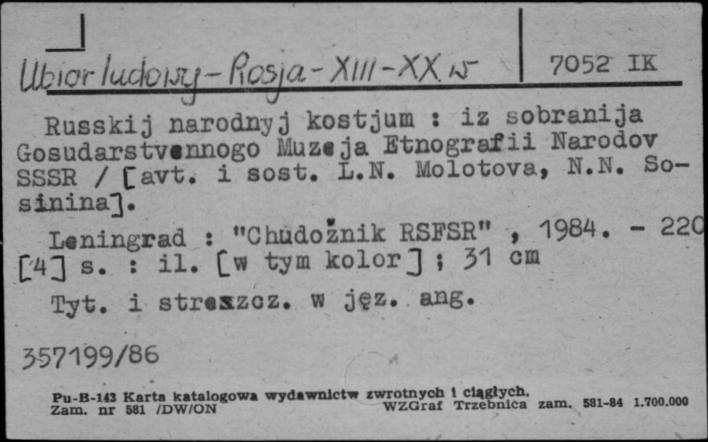 Ubiór ludowy – Rosja – XIII–XX w
7052 IK
Russkij narodnyj kostjum : iz sobranija
Gosudarstvennogo Muzeja Etnografii Narodov
SSSR / [avt. i sost. L.N. Molotova, N.N. So-
sinina].
Leningrad : "Chudožnik RSFSR" , 1984. - 220
[4] s. : il. [w tym kolor] ; 31 cm
Tyt. i streszcz. w jęz. ang.
357199/86
Pu-B-143 Karta katalogowa wydawnictw zwrotnych i ciągłych.
Zam. nr 581 /DW/ON WZGraf Trzebnica zam. 581-84 1.700.000